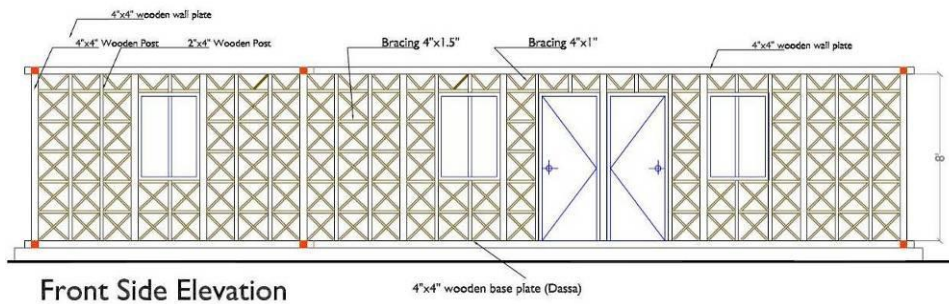 4"x4" wooden wall plate
4"x4" Wooden Post
2"x4" Wooden Post
Bracing 4"x1.5"
Bracing 4"x1"
4"x4" wooden wall plate
8'
4"x4" wooden base plate (Dassa)
Front Side Elevation